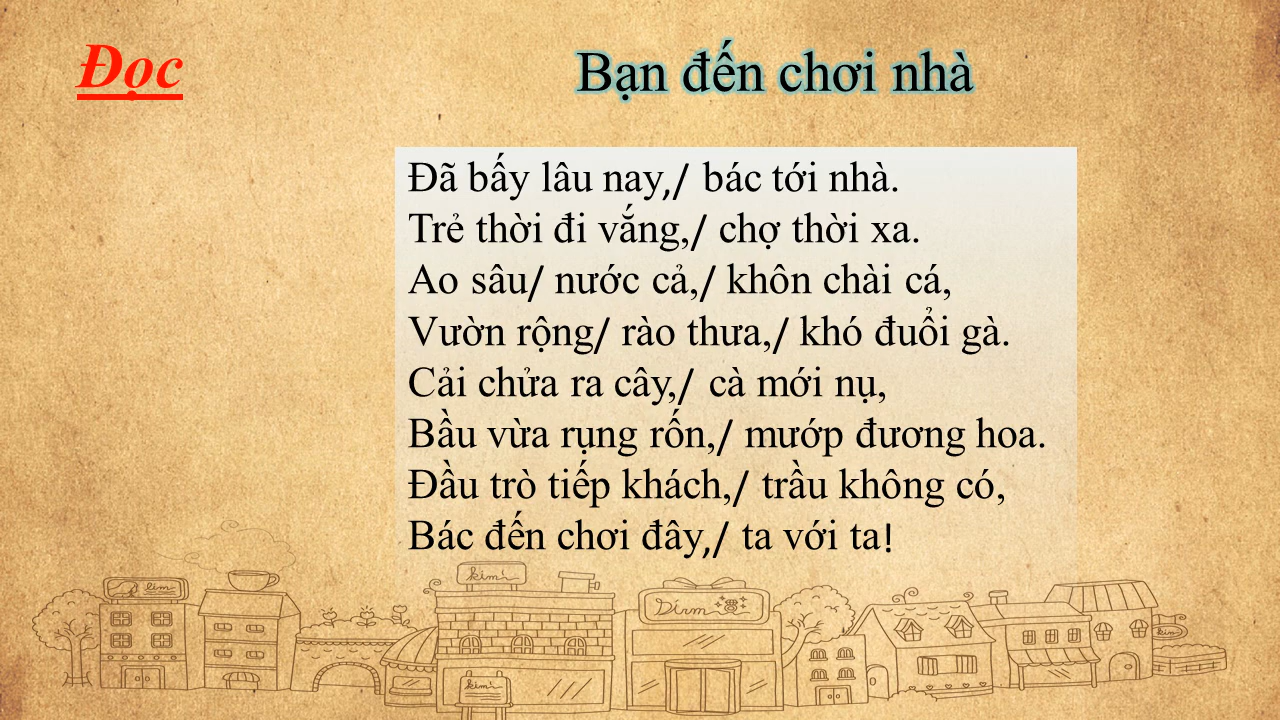 Đọc
Bạn đến chơi nhà
Đã bấy lâu nay,/ bác tới nhà.
Trẻ thời đi vắng,/ chợ thời xa.
Ao sâu/ nước cả,/ khôn chài cá,
Vườn rộng/ rào thưa,/ khó đuổi gà.
Cải chửa ra cây,/ cà mới nụ,
Bầu vừa rụng rốn,/ mướp đương hoa.
Đầu trò tiếp khách,/ trầu không có,
Bác đến chơi đây,/ ta với ta!
kim